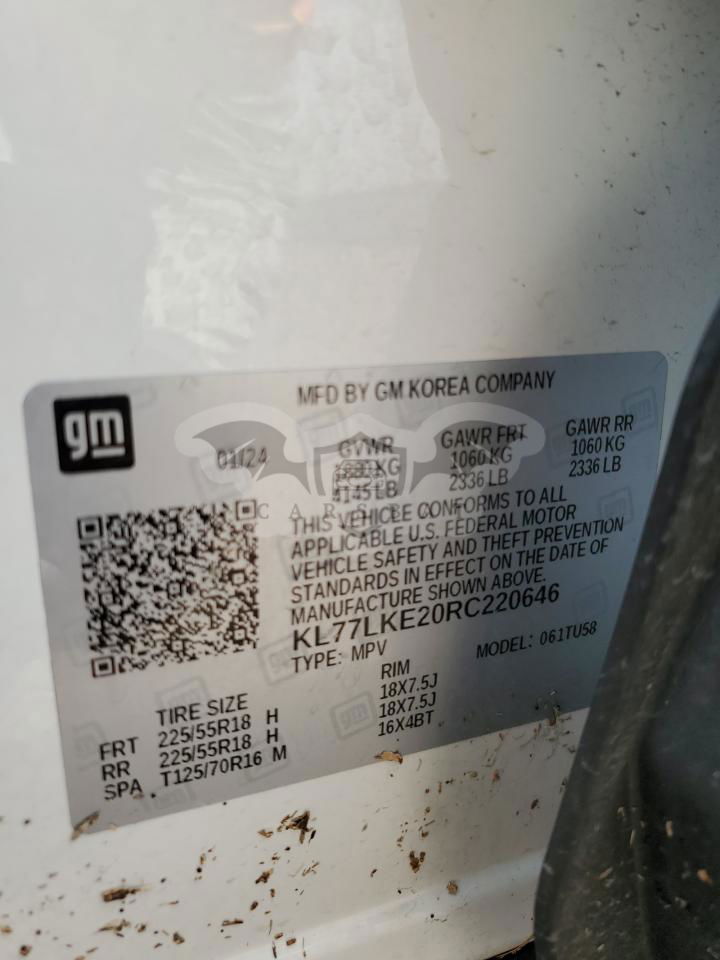 MFD BY GM KOREA COMPANY
gm
01/24
GVWR GAWR FRT GAWR RR
KG 1060 KG 1060 KG
4145 LB 2336 LB 2336 LB
THIS VEHICLE CONFORMS TO ALL
APPLICABLE U.S. FEDERAL MOTOR
VEHICLE SAFETY AND THEFT PREVENTION
STANDARDS IN EFFECT ON THE DATE OF
MANUFACTURE SHOWN ABOVE.
KL77LKE20RC220646
TYPE: MPV MODEL: 061TU58
TIRE SIZE RIM
FRT 225/55R18 H 18X7.5J
RR 225/55R18 H 18X7.5J
SPA T125/70R16 M 16X4BT